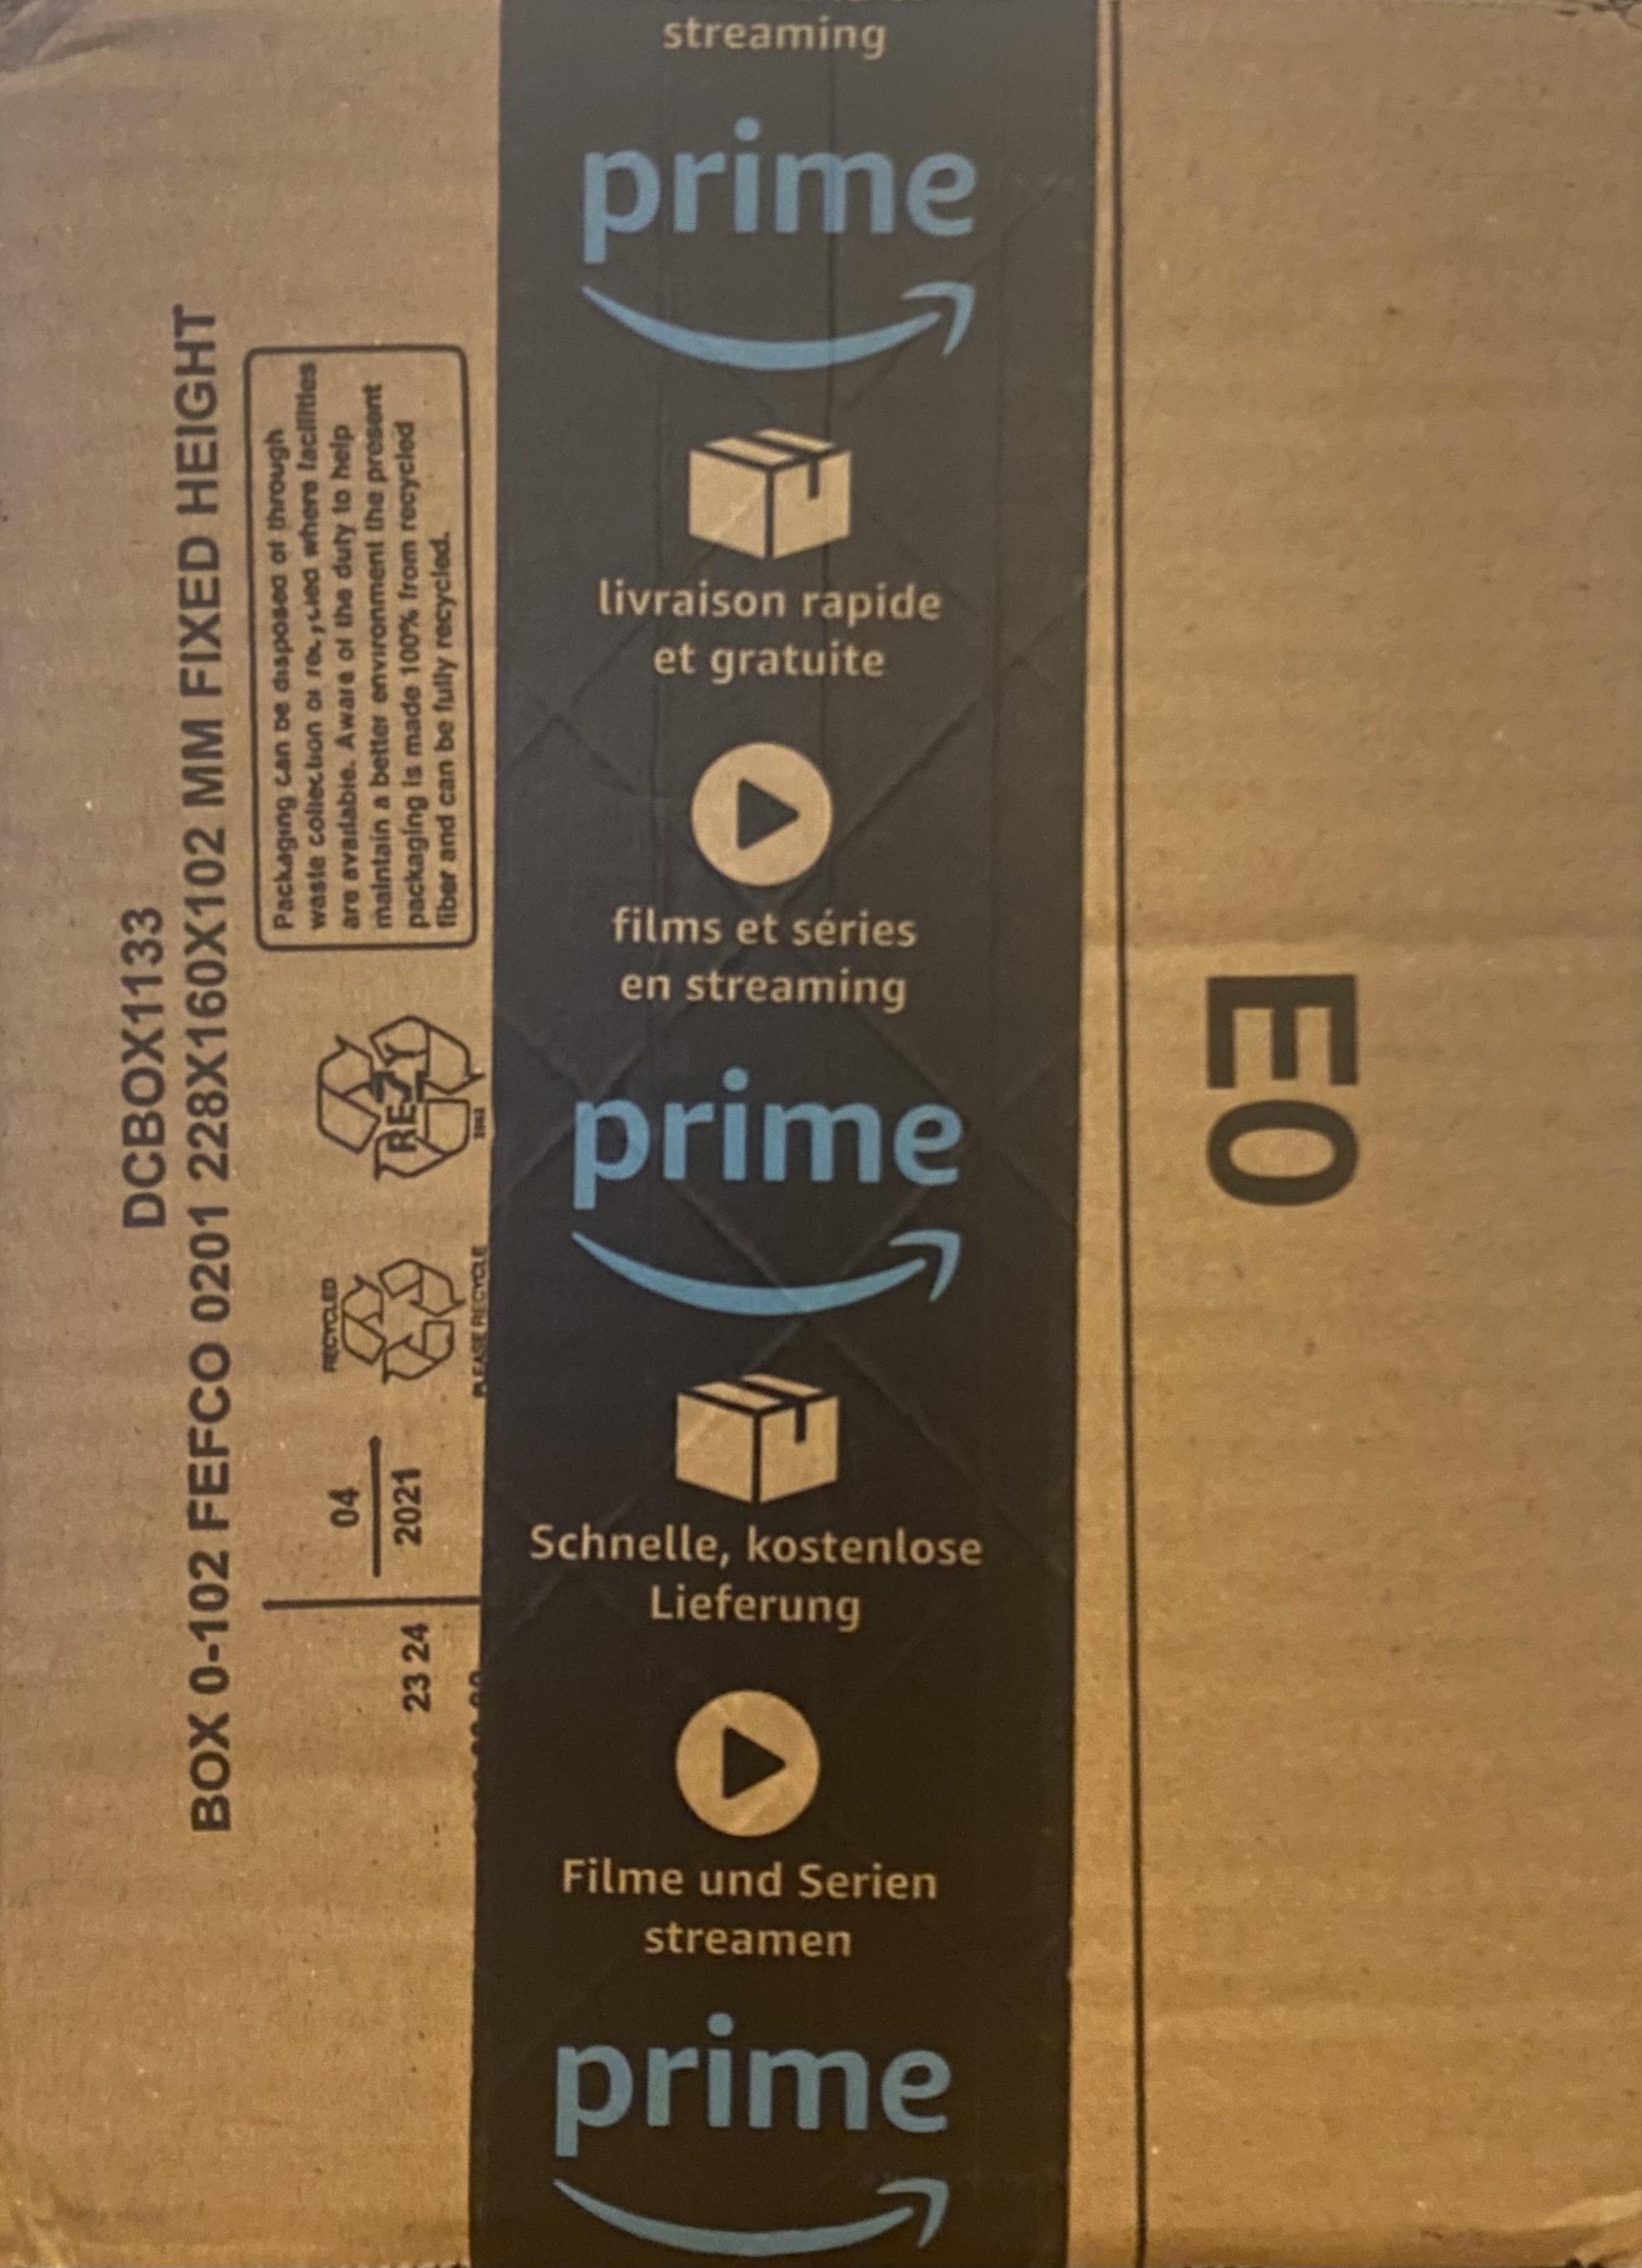 DCBOX1133
BOX 0-102 FEFCO 0201 228X160X102 MM FIXED HEIGHT
Packaging can be disposed of through
waste collection or recycled where facilities
are available. Aware of the duty to help
maintain a better environment the present
packaging is made 100% from recycled
fiber and can be fully recycled.
RESY
RECYCLED
PLEASE RECYCLE
04
2021
23 24
streaming
prime
livraison rapide
et gratuite
films et séries
en streaming
prime
Schnelle, kostenlose
Lieferung
Filme und Serien
streamen
prime
E0